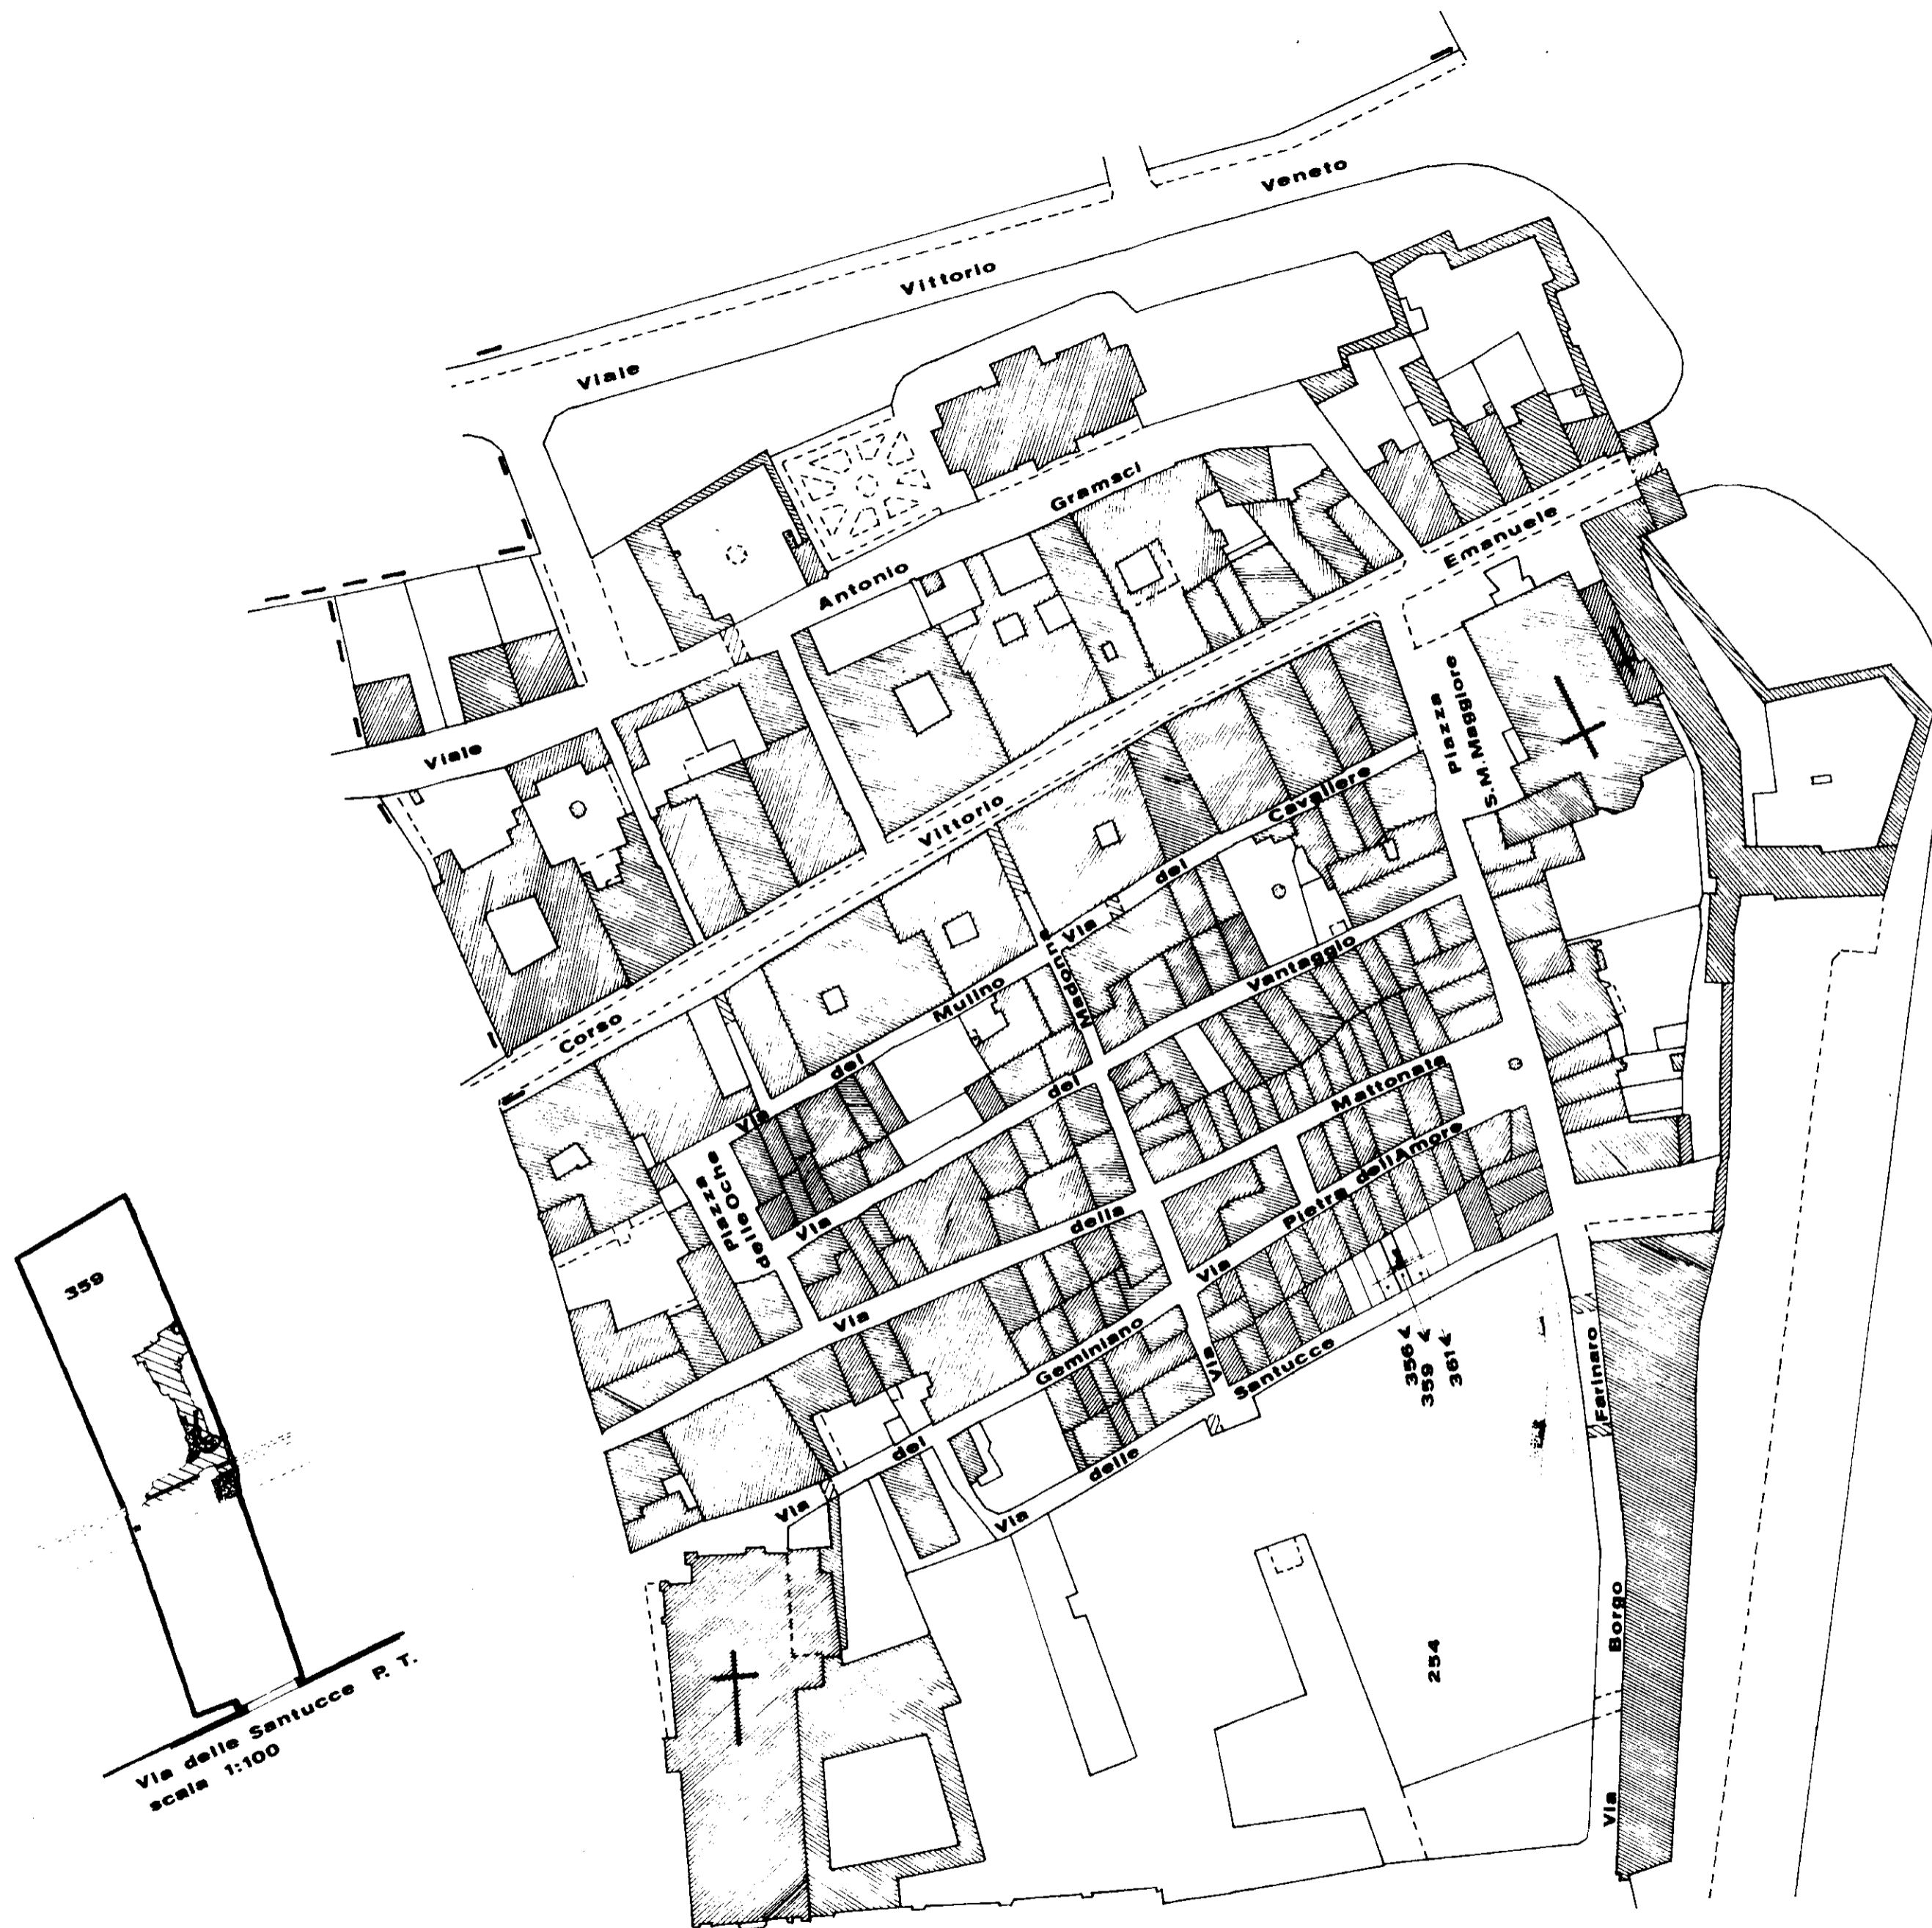 Viale Vittorio Veneto
Viale Antonio Gramsci
Corso Vittorio Emanuele
Piazza
S.M.Maggiore
Via del Mulino
Via del Cavaliere
Via Madonna
Via del Vantaggio
Piazza
delle Oche
Via della Mattonata
Via del Geminiano
Via Pietra dell Amore
Via delle Santucce
356
359
361
Via Borgo Farinaro
254
359
Via delle Santucce P. T.
scala 1:100